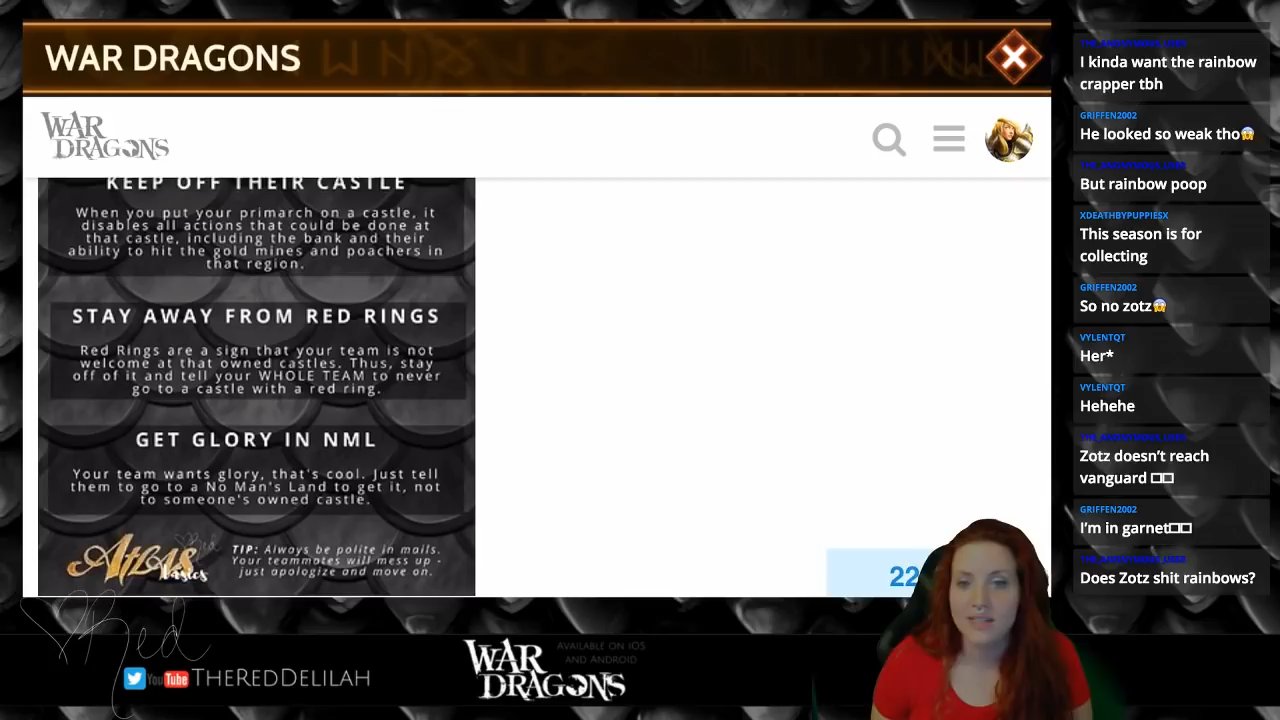 WAR DRAGONS
WAR
DRAGONS
KEEP OFF THEIR CASTLE
When you put your primarch on a castle, it
disables all actions that could be done at
that castle, including the bank and their
ability to hit the gold mines and poachers in
that region.
STAY AWAY FROM RED RINGS
Red Rings are a sign that your team is not
welcome at that owned castles. Thus, stay
off of it and tell your WHOLE TEAM to never
go to a castle with a red ring.
GET GLORY IN NML
Your team wants glory, that's cool. Just tell
them to go to a No Man's Land to get it, not
to someone's owned castle.
Atlas
basics
TIP: Always be polite in mails.
Your teammates will mess up -
just apologize and move on.
22
Red
YouTube THEREDDELILAH
WAR
DRAGONS
AVAILABLE ON iOS
AND ANDROID
THE_ANONYMOUS_USER
I kinda want the rainbow
crapper tbh
GRIFFEN2002
He looked so weak tho😱
THE_ANONYMOUS_USER
But rainbow poop
XDEATHBYPUPPIESX
This season is for
collecting
GRIFFEN2002
So no zotz😱
VYLENTQT
Her*
VYLENTQT
Hehehe
THE_ANONYMOUS_USER
Zotz doesn’t reach
vanguard □□
GRIFFEN2002
I’m in garnet□□
THE_ANONYMOUS_USER
Does Zotz shit rainbows?